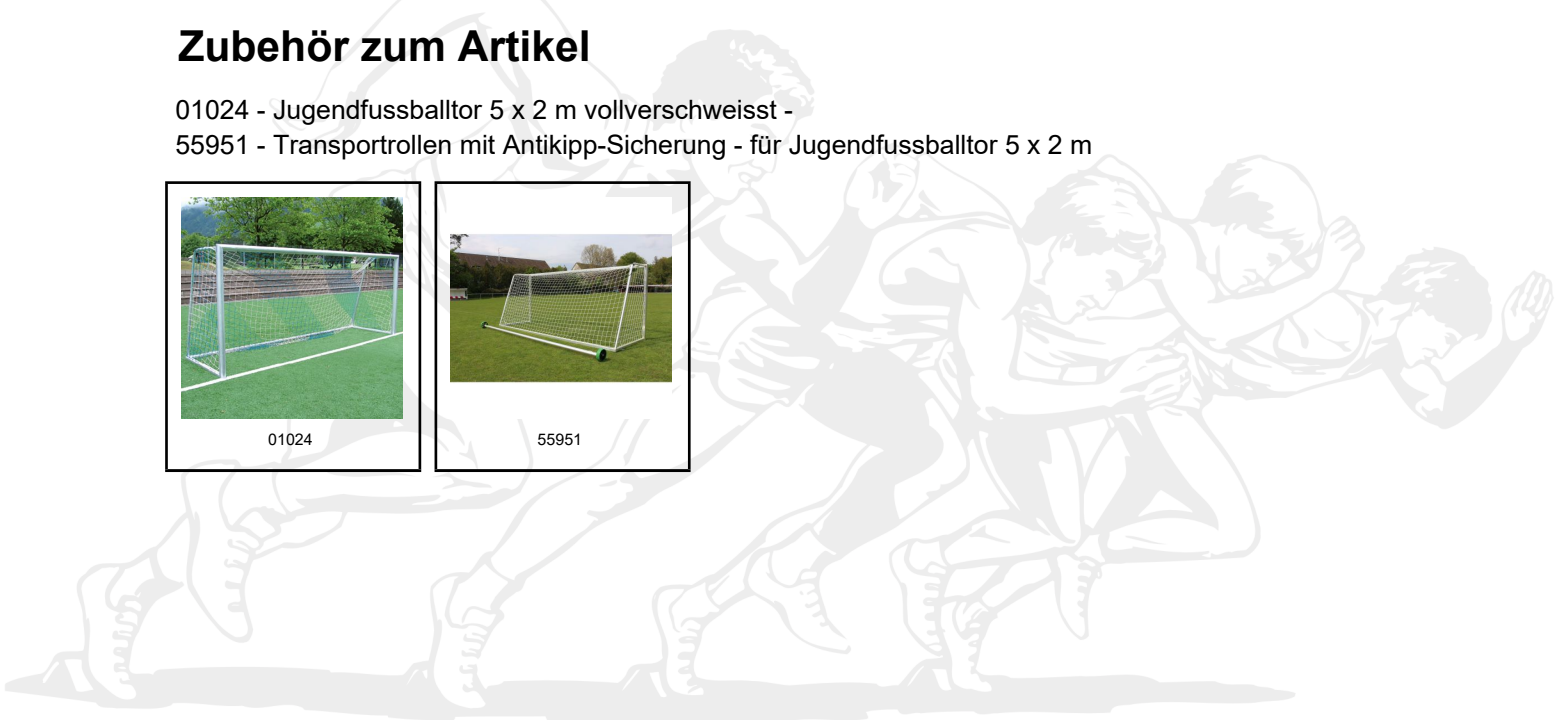 Zubehör zum Artikel
01024 - Jugendfussballtor 5 x 2 m vollverschweisst -
55951 - Transportrollen mit Antikipp-Sicherung - für Jugendfussballtor 5 x 2 m
01024
55951